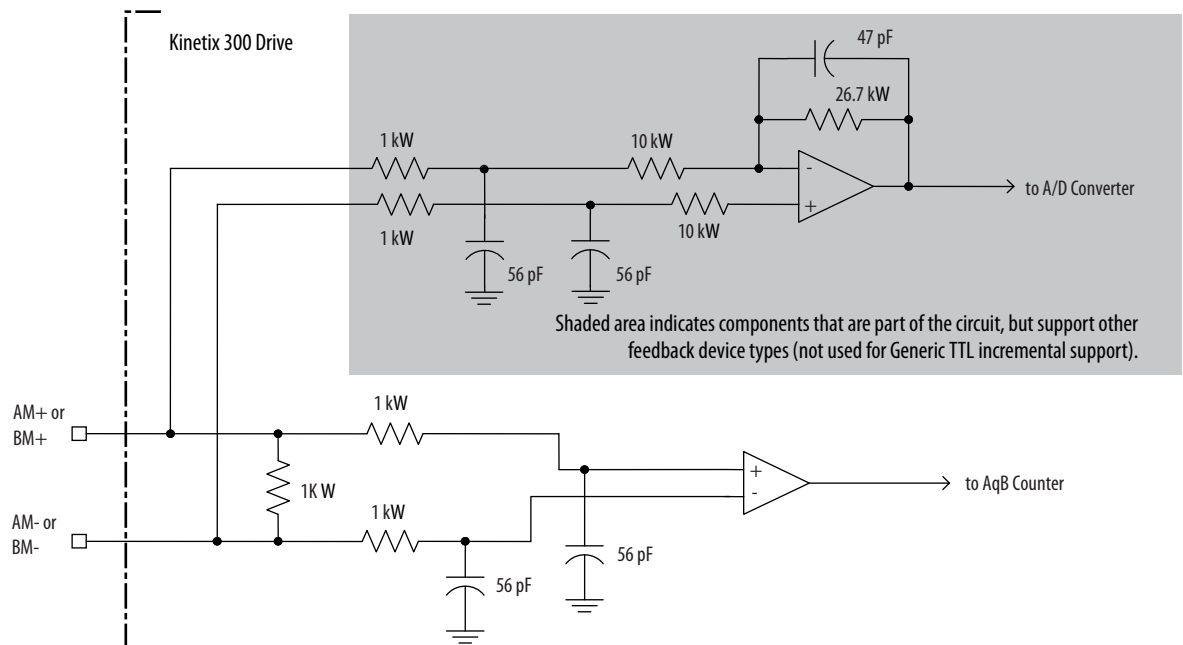 Kinetix 300 Drive
47 pF
26.7 kW
1 kW
10 kW
-
+
to A/D Converter
1 kW
10 kW
56 pF
56 pF
Shaded area indicates components that are part of the circuit, but support other
feedback device types (not used for Generic TTL incremental support).
AM+ or
BM+
1 kW
1K W
+
-
to AqB Counter
AM- or
BM-
1 kW
56 pF
56 pF